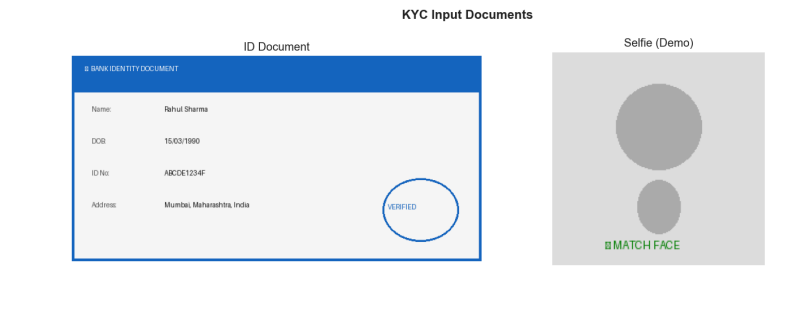 KYC Input Documents
ID Document
BANK IDENTITY DOCUMENT
Name: Rahul Sharma
DOB: 15/03/1990
ID No: ABCDE1234F
Address: Mumbai, Maharashtra, India
VERIFIED
Selfie (Demo)
MATCH FACE